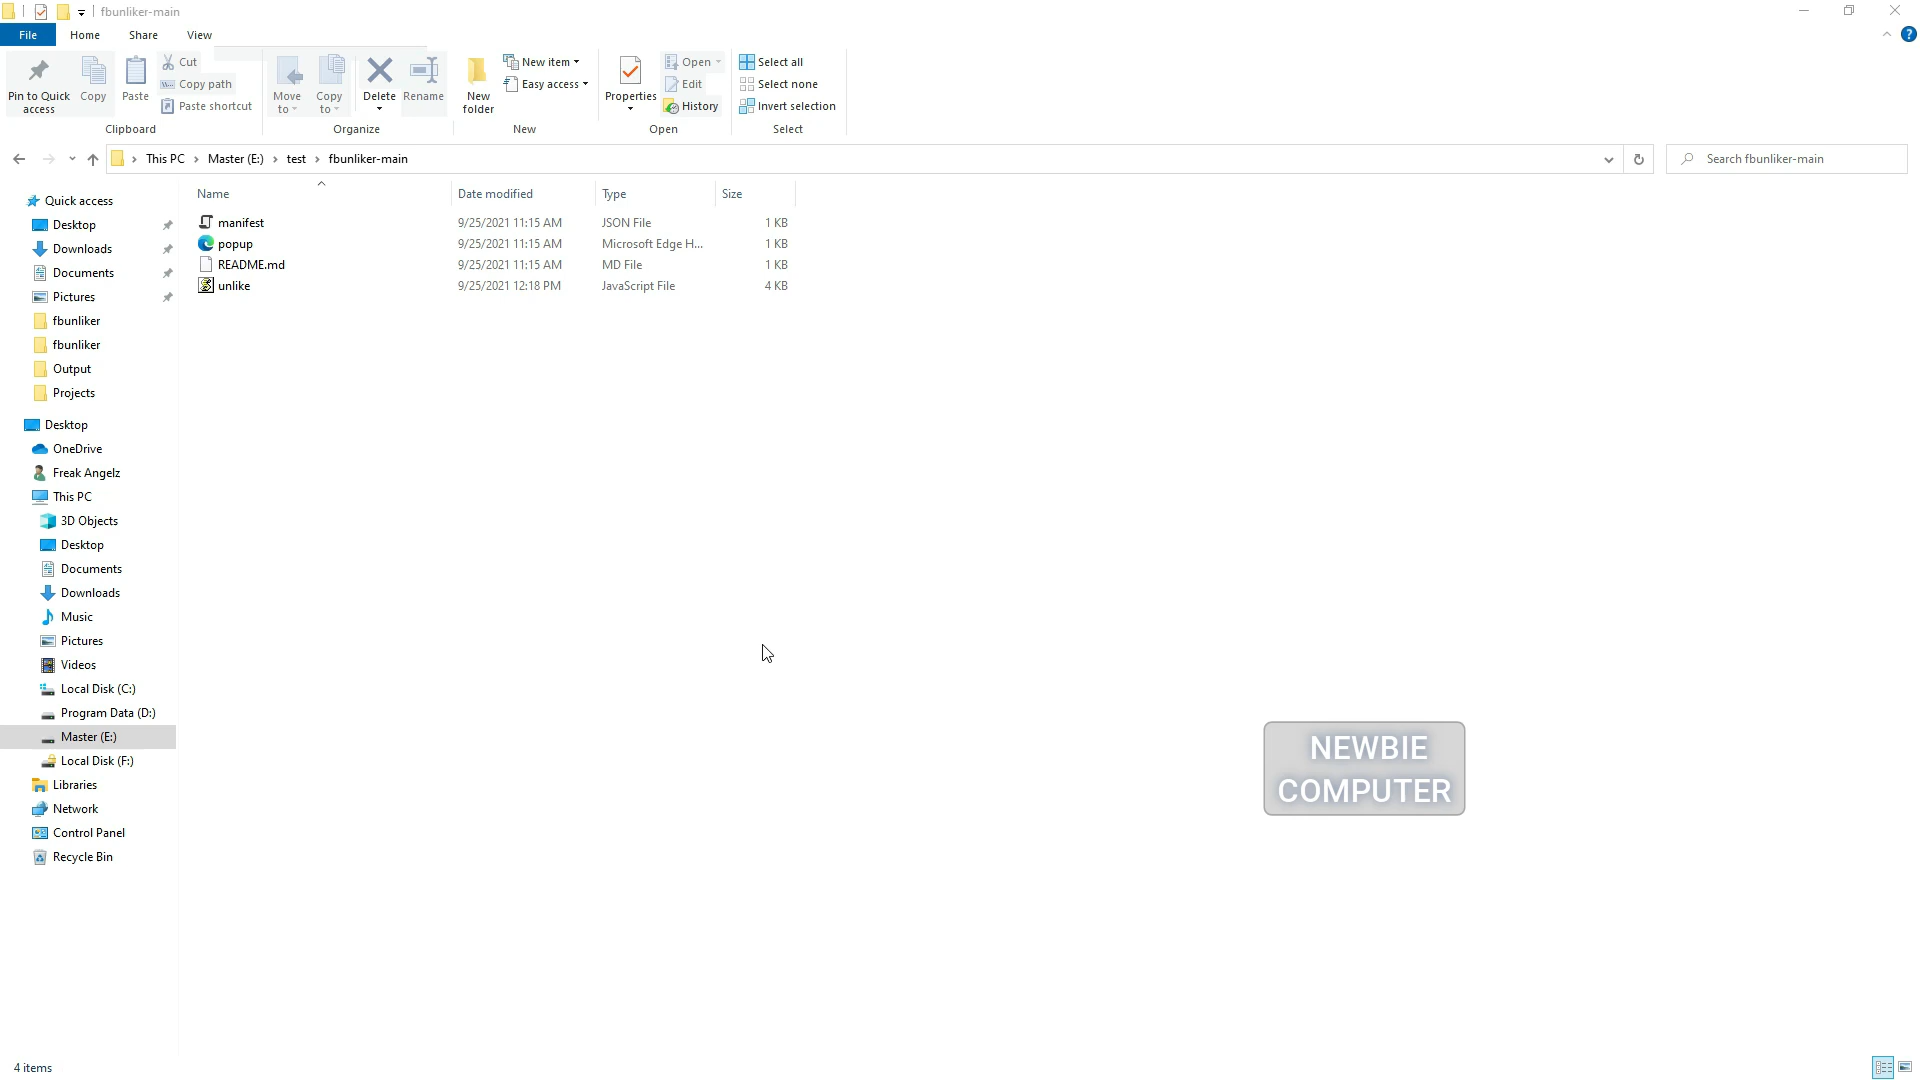 fbunliker-main
File Home Share View
Pin to Quick access
Copy
Paste
Cut
Copy path
Paste shortcut
Clipboard
Move to
Copy to
Delete
Rename
Organize
New folder
New item
Easy access
New
Properties
Open
Edit
History
Open
Select all
Select none
Invert selection
Select
This PC > Master (E:) > test > fbunliker-main
Search fbunliker-main
Name Date modified Type Size
manifest 9/25/2021 11:15 AM JSON File 1 KB
popup 9/25/2021 11:15 AM Microsoft Edge H... 1 KB
README.md 9/25/2021 11:15 AM MD File 1 KB
unlike 9/25/2021 12:18 PM JavaScript File 4 KB
Quick access
Desktop
Downloads
Documents
Pictures
fbunliker
fbunliker
Output
Projects
Desktop
OneDrive
Freak Angelz
This PC
3D Objects
Desktop
Documents
Downloads
Music
Pictures
Videos
Local Disk (C:)
Program Data (D:)
Master (E:)
Local Disk (F:)
Libraries
Network
Control Panel
Recycle Bin
NEWBIE
COMPUTER
4 items